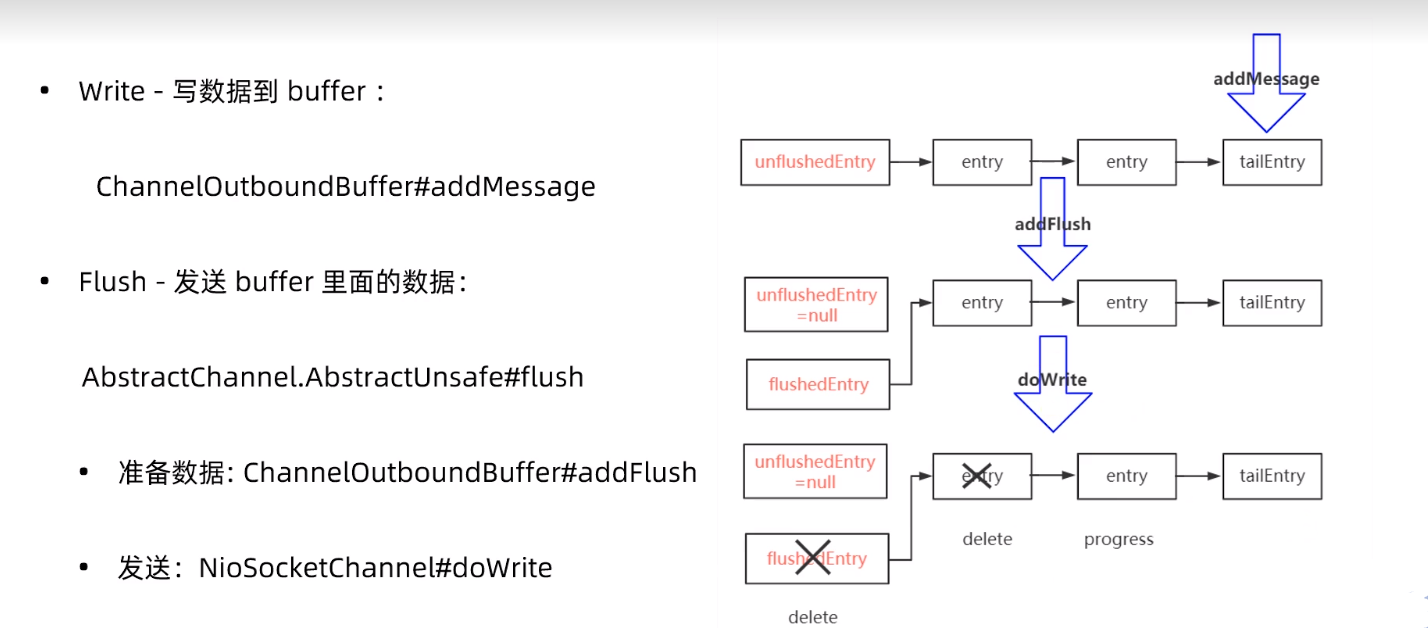 • Write - 写数据到 buffer：
ChannelOutboundBuffer#addMessage
• Flush - 发送 buffer 里面的数据：
AbstractChannel.AbstractUnsafe#flush
• 准备数据: ChannelOutboundBuffer#addFlush
• 发送：NioSocketChannel#doWrite
addMessage
unflushedEntry entry entry tailEntry
addFlush
unflushedEntry
=null
entry entry tailEntry
flushedEntry
doWrite
unflushedEntry
=null
entry entry tailEntry
delete progress
flushedEntry
delete